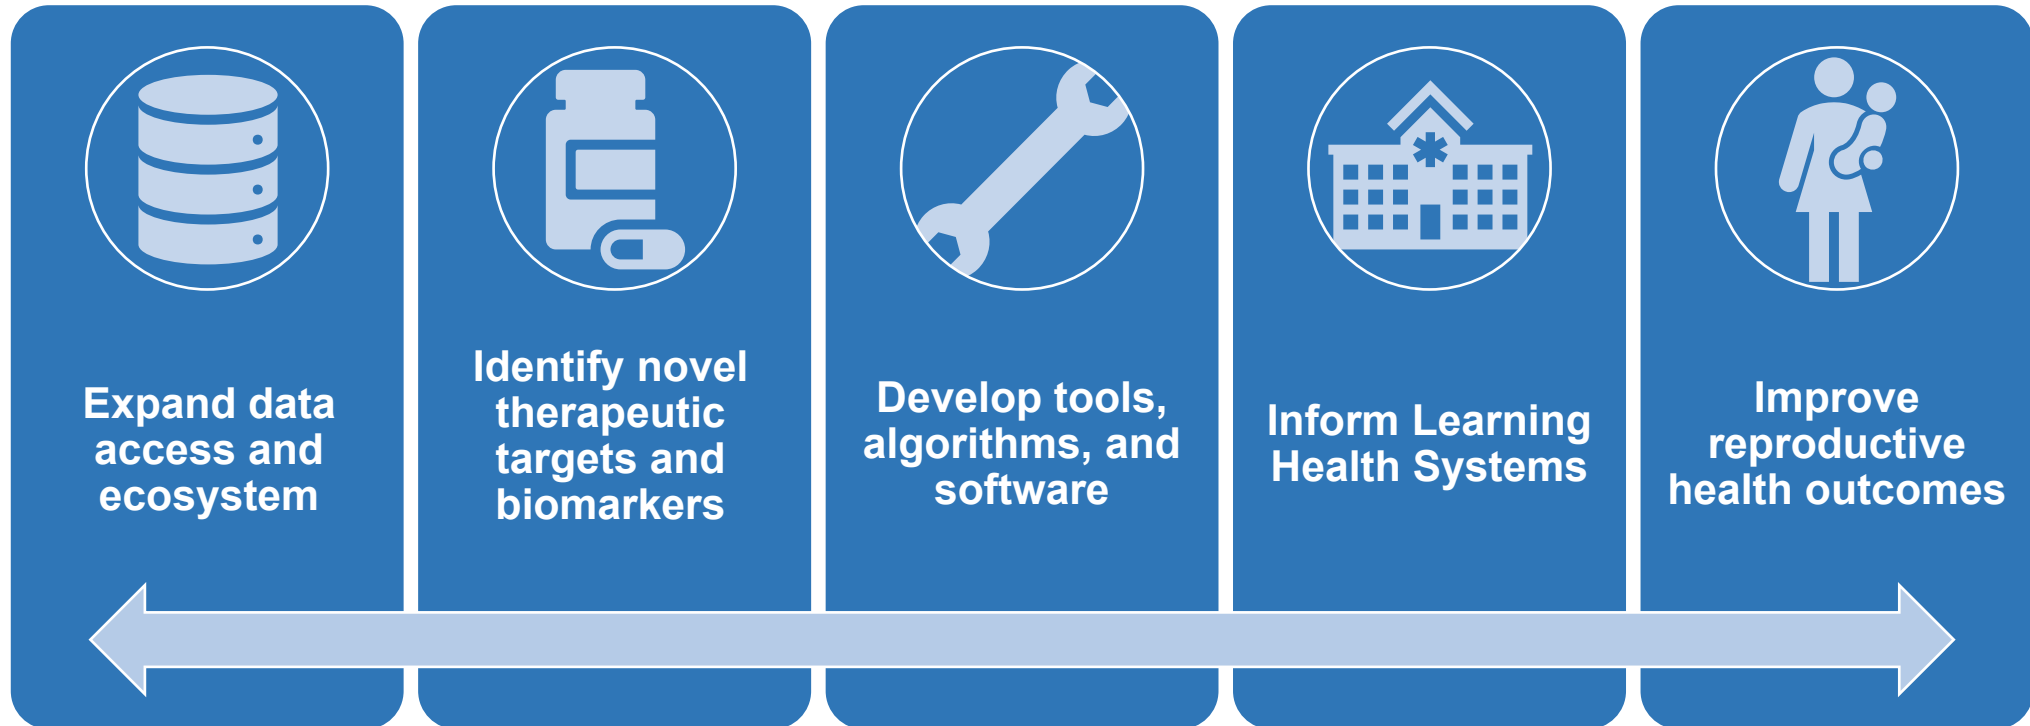 Expand data
access and
ecosystem
Identify novel
therapeutic
targets and
biomarkers
Develop tools,
algorithms, and
software
Inform Learning
Health Systems
Improve
reproductive
health outcomes